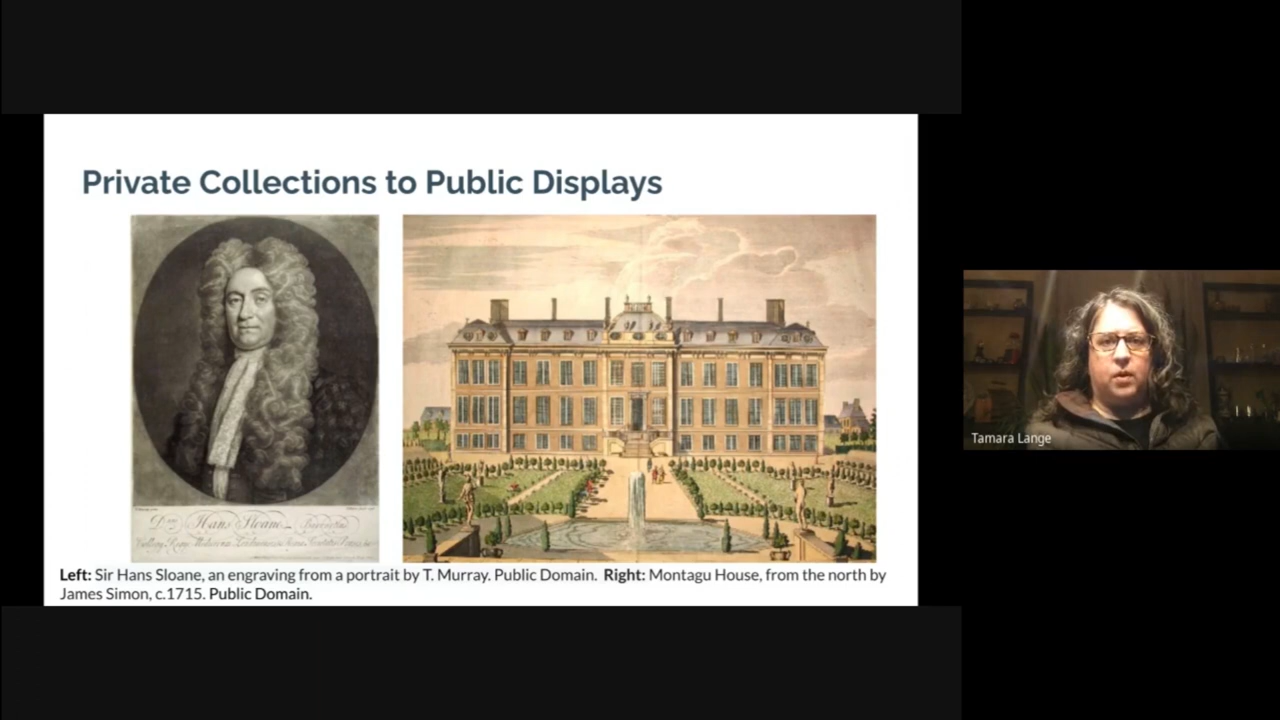 Private Collections to Public Displays
Hans Sloane
Left: Sir Hans Sloane, an engraving from a portrait by T. Murray. Public Domain. Right: Montagu House, from the north by
James Simon, c.1715. Public Domain.
Tamara Lange